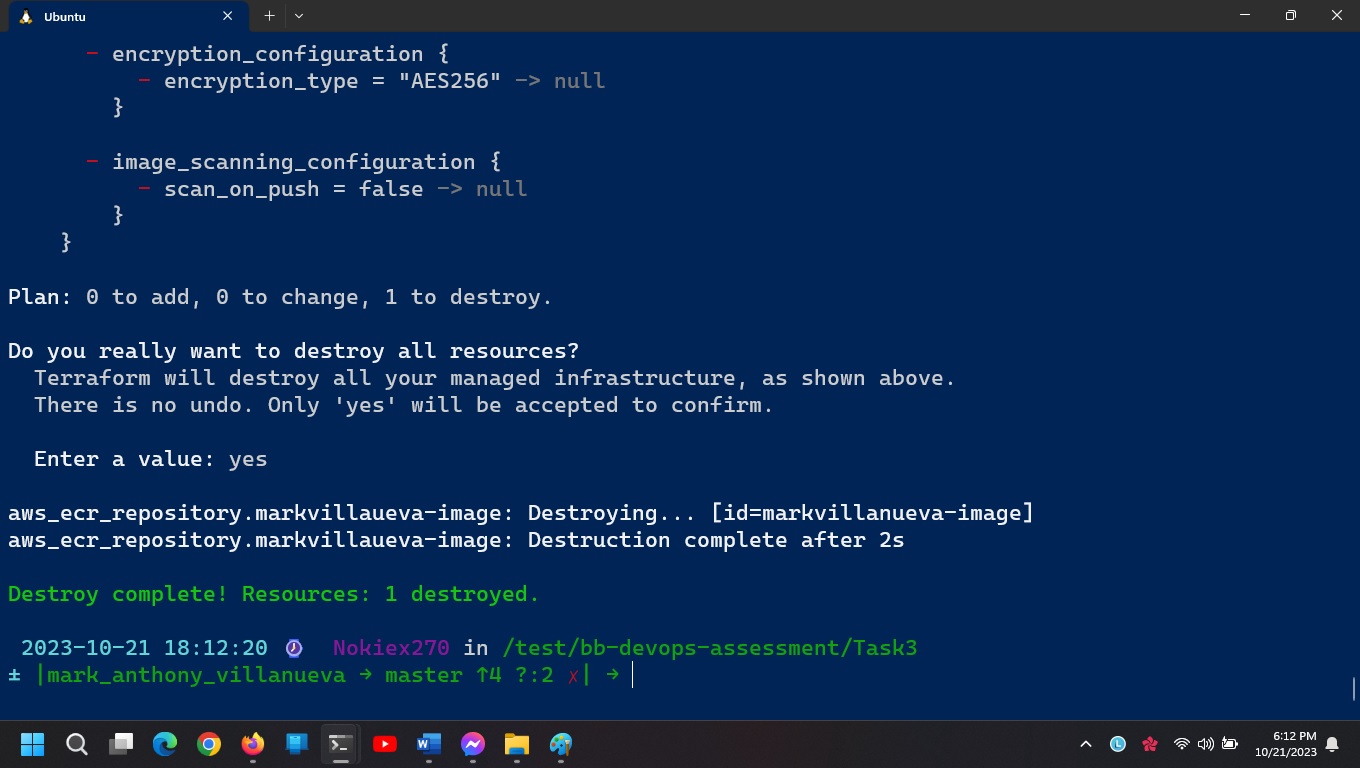 Ubuntu
- encryption_configuration {
- encryption_type = "AES256" -> null
}
- image_scanning_configuration {
- scan_on_push = false -> null
}
}
Plan: 0 to add, 0 to change, 1 to destroy.
Do you really want to destroy all resources?
Terraform will destroy all your managed infrastructure, as shown above.
There is no undo. Only 'yes' will be accepted to confirm.
Enter a value: yes
aws_ecr_repository.markvillaueva-image: Destroying... [id=markvillanueva-image]
aws_ecr_repository.markvillaueva-image: Destruction complete after 2s
Destroy complete! Resources: 1 destroyed.
2023-10-21 18:12:20 Nokiex270 in /test/bb-devops-assessment/Task3
± |mark_anthony_villanueva → master ↑4 ?:2 ✗| →
6:12 PM
10/21/2023